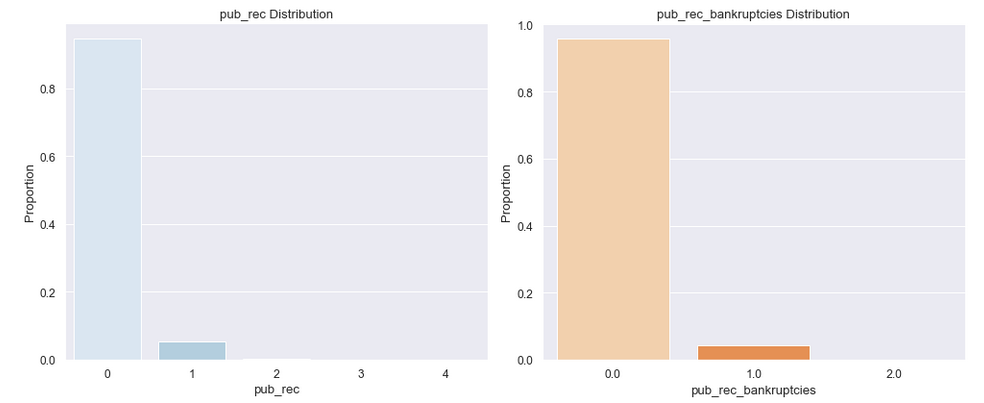 pub_rec Distribution
Proportion
0.8
0.6
0.4
0.2
0.0
0 1 2 3 4
pub_rec
pub_rec_bankruptcies Distribution
Proportion
1.0
0.8
0.6
0.4
0.2
0.0
0.0 1.0 2.0
pub_rec_bankruptcies